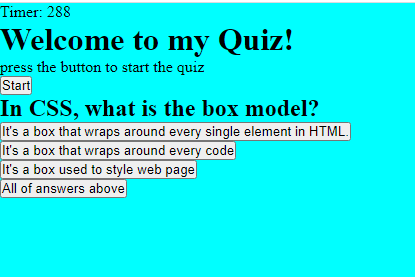 Timer: 288
Welcome to my Quiz!
press the button to start the quiz
Start
In CSS, what is the box model?
It's a box that wraps around every single element in HTML.
It's a box that wraps around every code
It's a box used to style web page
All of answers above